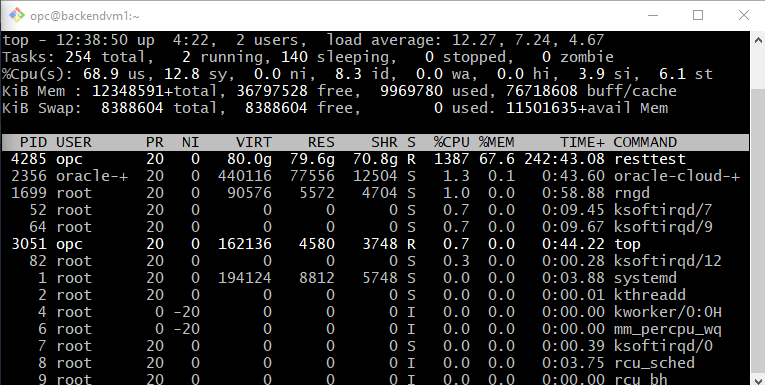 opc@backendvm1:~
top - 12:38:50 up  4:22,  2 users,  load average: 12.27, 7.24, 4.67
Tasks: 254 total,   2 running, 140 sleeping,   0 stopped,   0 zombie
%Cpu(s): 68.9 us, 12.8 sy,  0.0 ni,  8.3 id,  0.0 wa,  0.0 hi,  3.9 si,  6.1 st
KiB Mem : 12348591+total, 36797528 free,  9969780 used, 76718608 buff/cache
KiB Swap:  8388604 total,  8388604 free,        0 used. 11501635+avail Mem
PID USER      PR  NI    VIRT    RES    SHR S  %CPU %MEM     TIME+ COMMAND
4285 opc       20   0   80.0g  79.6g  70.8g R  1387 67.6 242:43.08 resttest
2356 oracle-+  20   0  440116  77556  12504 S   1.3  0.1   0:43.60 oracle-cloud-+
1699 root      20   0   90576   5572   4704 S   1.0  0.0   0:58.88 rngd
52 root      20   0       0      0      0 S   0.7  0.0   0:09.45 ksoftirqd/7
64 root      20   0       0      0      0 S   0.7  0.0   0:09.67 ksoftirqd/9
3051 opc       20   0  162136   4580   3748 R   0.7  0.0   0:44.22 top
82 root      20   0       0      0      0 S   0.3  0.0   0:00.28 ksoftirqd/12
1 root      20   0  194124   8812   5748 S   0.0  0.0   0:03.88 systemd
2 root      20   0       0      0      0 S   0.0  0.0   0:00.01 kthreadd
4 root       0 -20       0      0      0 I   0.0  0.0   0:00.00 kworker/0:0H
6 root       0 -20       0      0      0 I   0.0  0.0   0:00.00 mm_percpu_wq
7 root      20   0       0      0      0 S   0.0  0.0   0:00.39 ksoftirqd/0
8 root      20   0       0      0      0 I   0.0  0.0   0:03.75 rcu_sched
9 root      20   0       0      0      0 I   0.0  0.0   0:00.00 rcu_bh